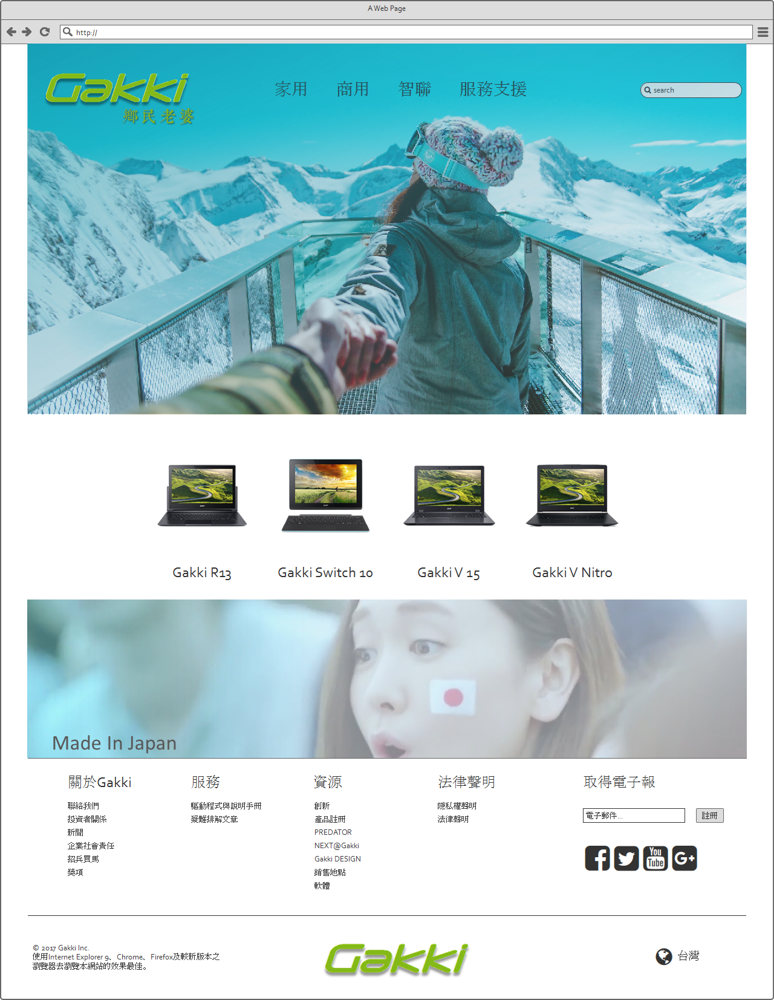 A Web Page
http://
Gakki
鄉民老婆
家用 商用 智聯 服務支援
search
Gakki R13
Gakki Switch 10
Gakki V 15
Gakki V Nitro
Made In Japan
關於Gakki
聯絡我們
投資者關係
新聞
企業社會責任
招兵買馬
獎項
服務
驅動程式與說明手冊
疑難排解文章
資源
創新
產品註冊
PREDATOR
NEXT@Gakki
Gakki DESIGN
銷售地點
軟體
法律聲明
隱私權聲明
法律聲明
取得電子報
電子郵件...
註冊
You
Tube
G+
© 2017 Gakki Inc.
使用Internet Explorer 9、Chrome、Firefox及較新版本之
瀏覽器去瀏覽本網站的效果最佳。
Gakki
台灣